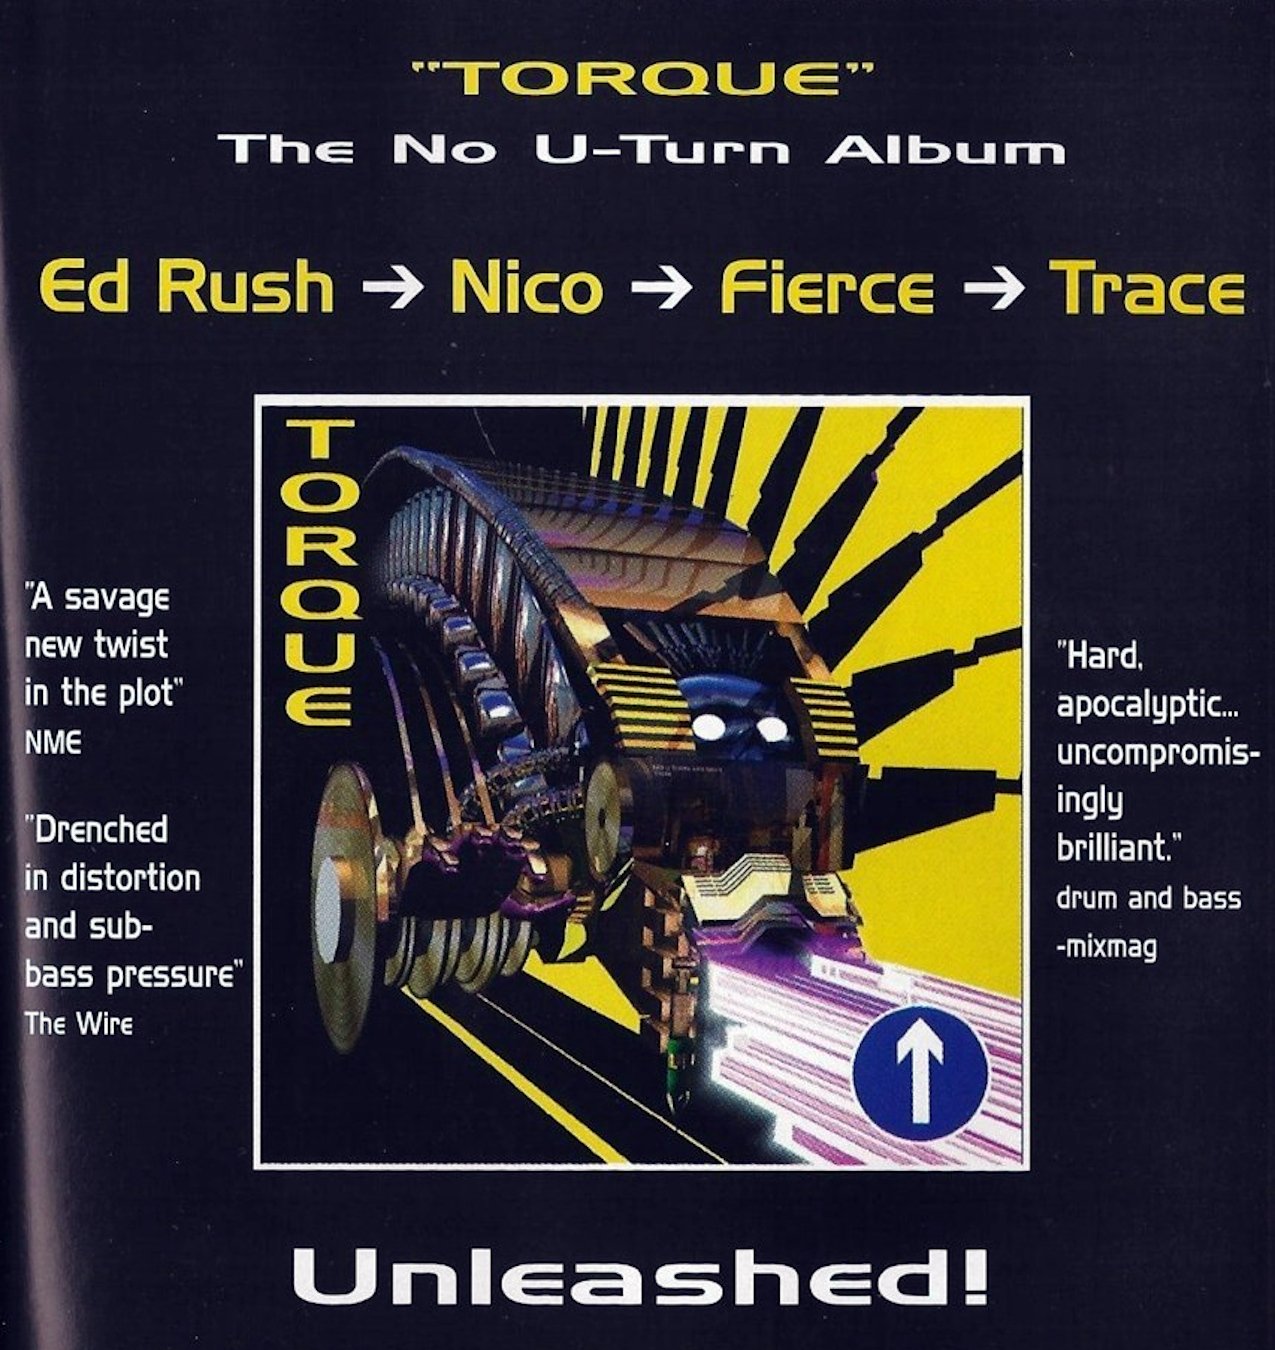 "TORQUE"
The No U-Turn Album
Ed Rush → Nico → Fierce → Trace
TORQUE
"A savage
new twist
in the plot"
NME
"Drenched
in distortion
and sub-
bass pressure"
The Wire
"Hard,
apocalyptic...
uncompromis-
ingly
brilliant."
drum and bass
-mixmag
Unleashed!